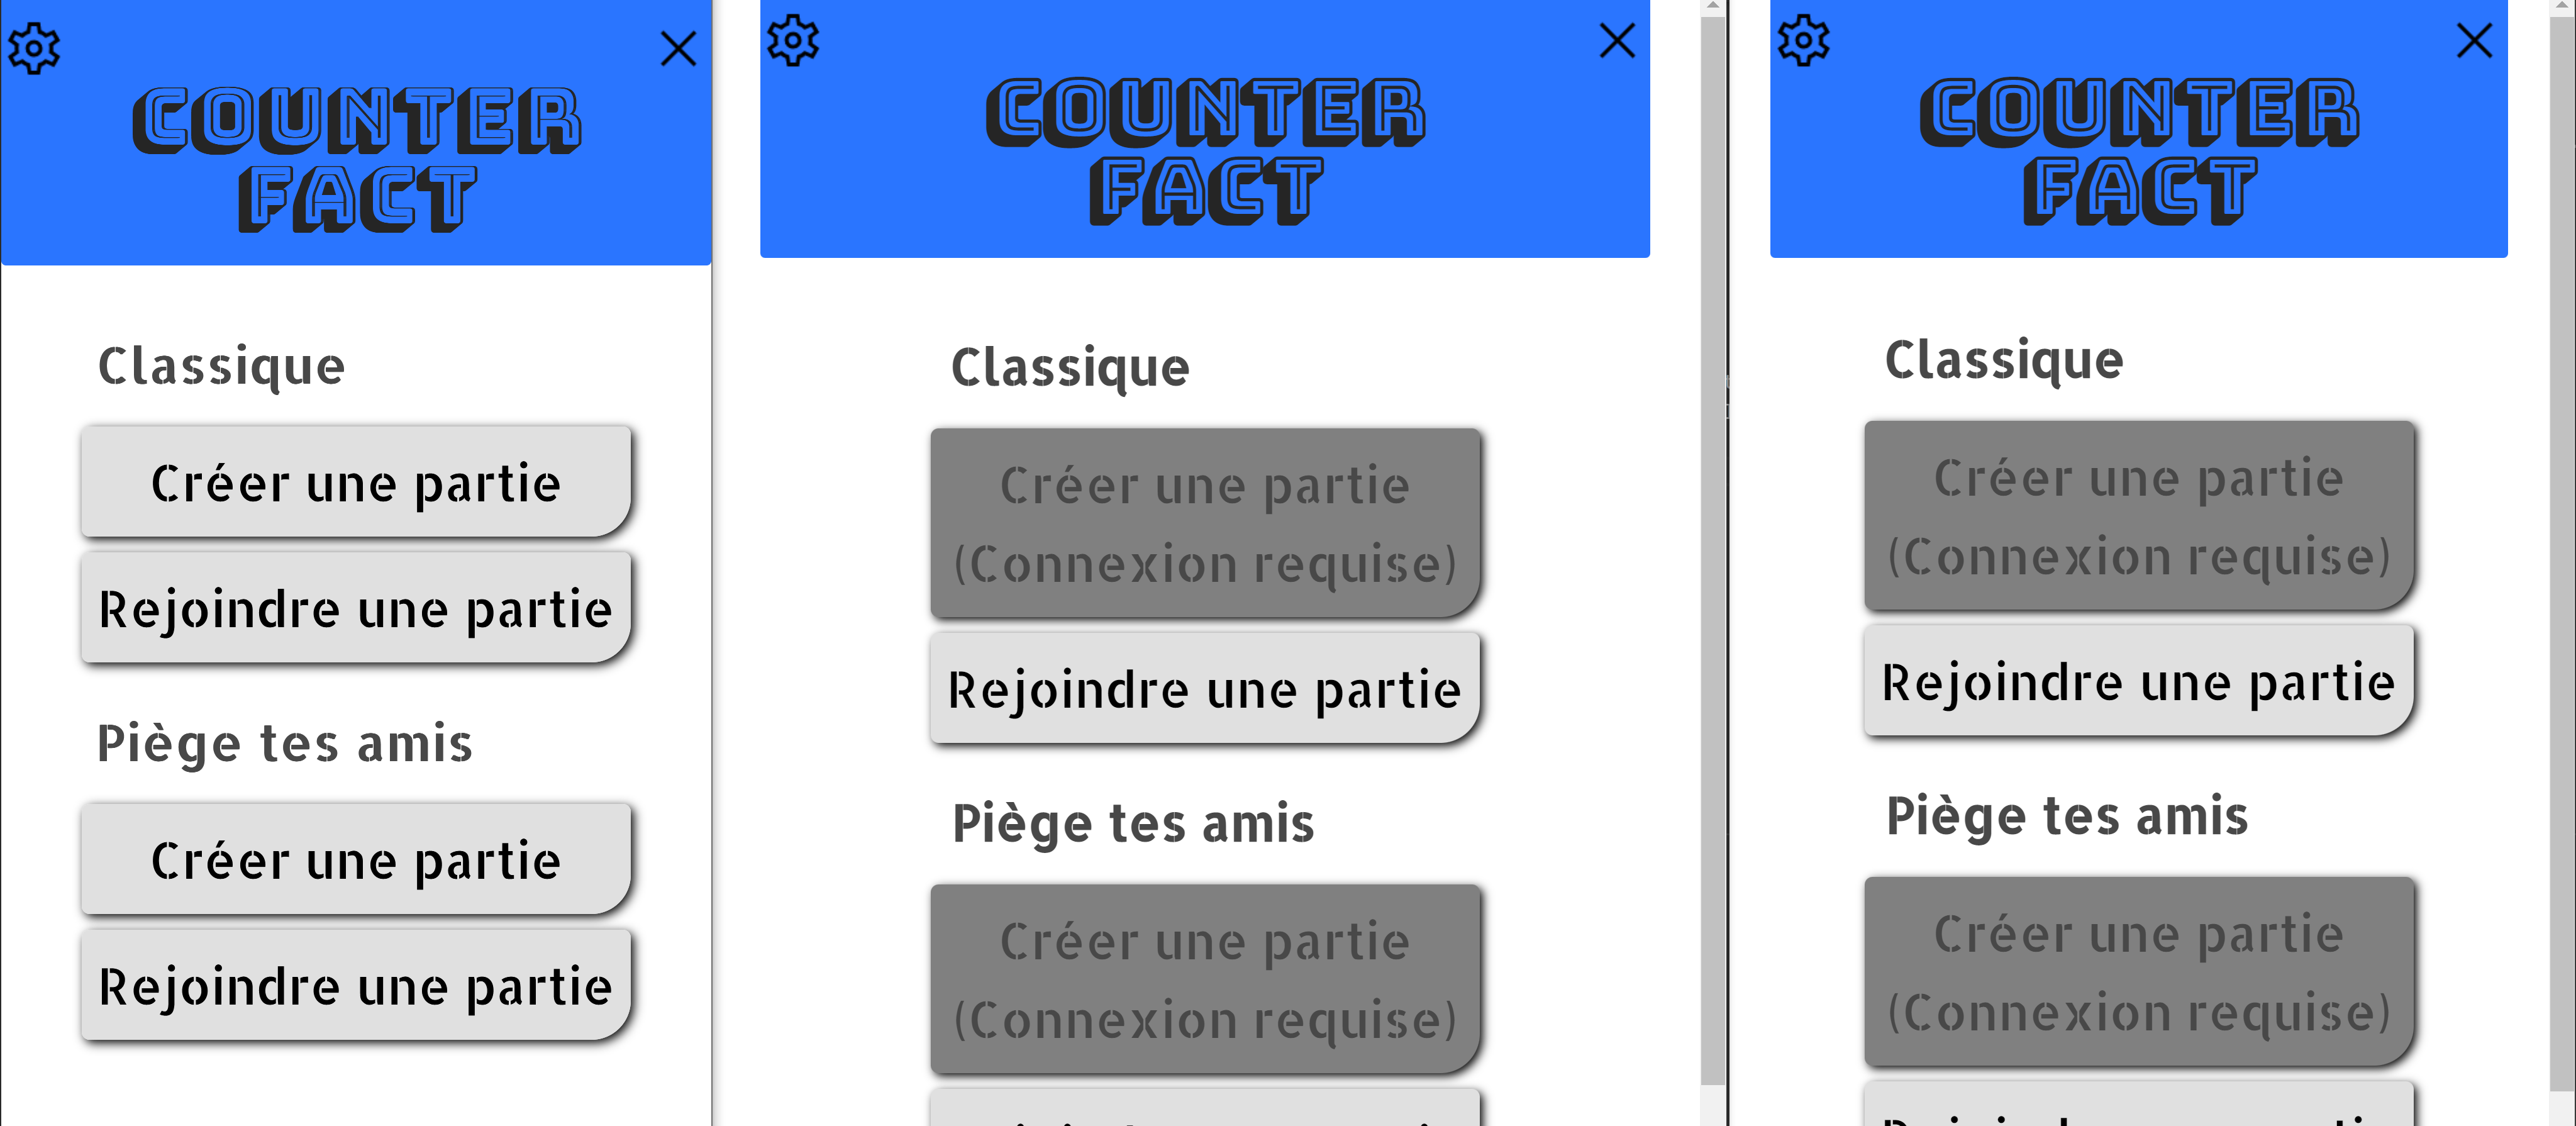 COUNTER
FACT
Classique
Créer une partie
Rejoindre une partie
Piège tes amis
Créer une partie
Rejoindre une partie
COUNTER
FACT
Classique
Créer une partie
(Connexion requise)
Rejoindre une partie
Piège tes amis
Créer une partie
(Connexion requise)
COUNTER
FACT
Classique
Créer une partie
(Connexion requise)
Rejoindre une partie
Piège tes amis
Créer une partie
(Connexion requise)